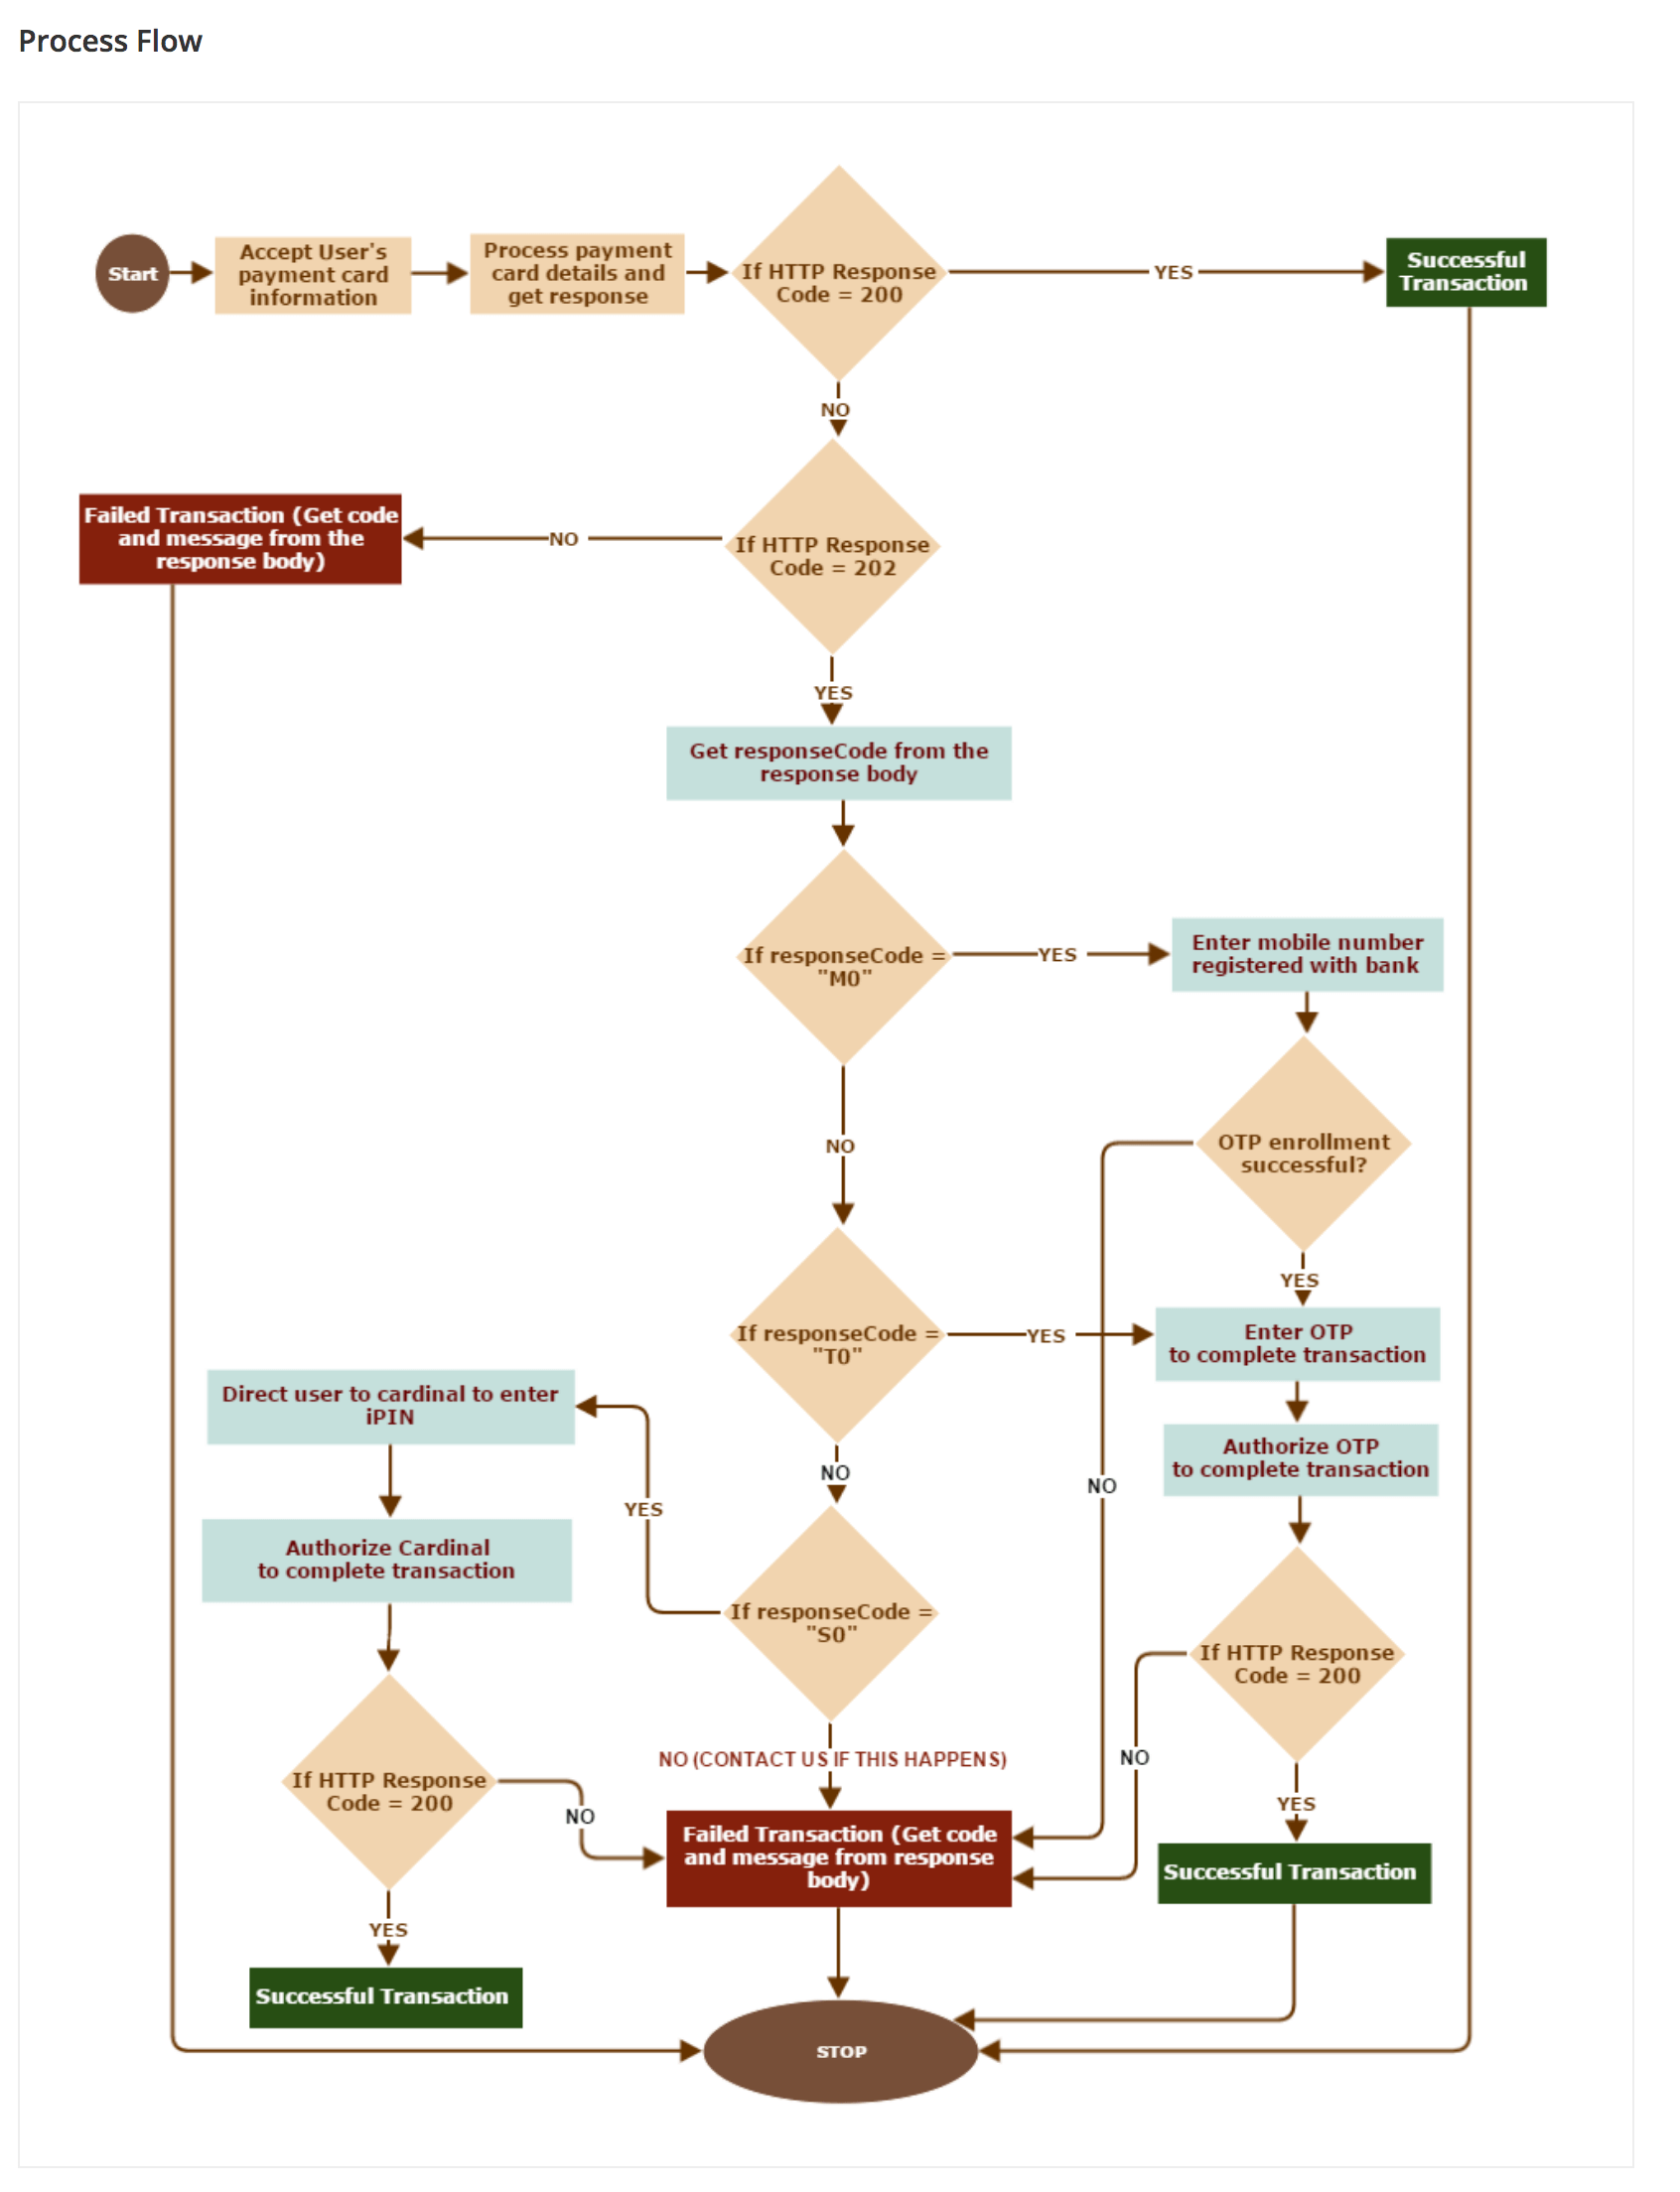 Process Flow
Start
Accept User's
payment card
information
Process payment
card details and
get response
If HTTP Response
Code = 200
YES
Successful
Transaction
NO
Failed Transaction (Get code
and message from the
response body)
NO
If HTTP Response
Code = 202
YES
Get responseCode from the
response body
If responseCode =
"M0"
YES
Enter mobile number
registered with bank
NO
OTP enrollment
successful?
YES
If responseCode =
"T0"
YES
Enter OTP
to complete transaction
Direct user to cardinal to enter
iPIN
Authorize OTP
to complete transaction
NO
NO
YES
Authorize Cardinal
to complete transaction
If responseCode =
"S0"
If HTTP Response
Code = 200
NO (CONTACT US IF THIS HAPPENS)
NO
If HTTP Response
Code = 200
NO
YES
Failed Transaction (Get code
and message from response
body)
Successful Transaction
YES
Successful Transaction
STOP